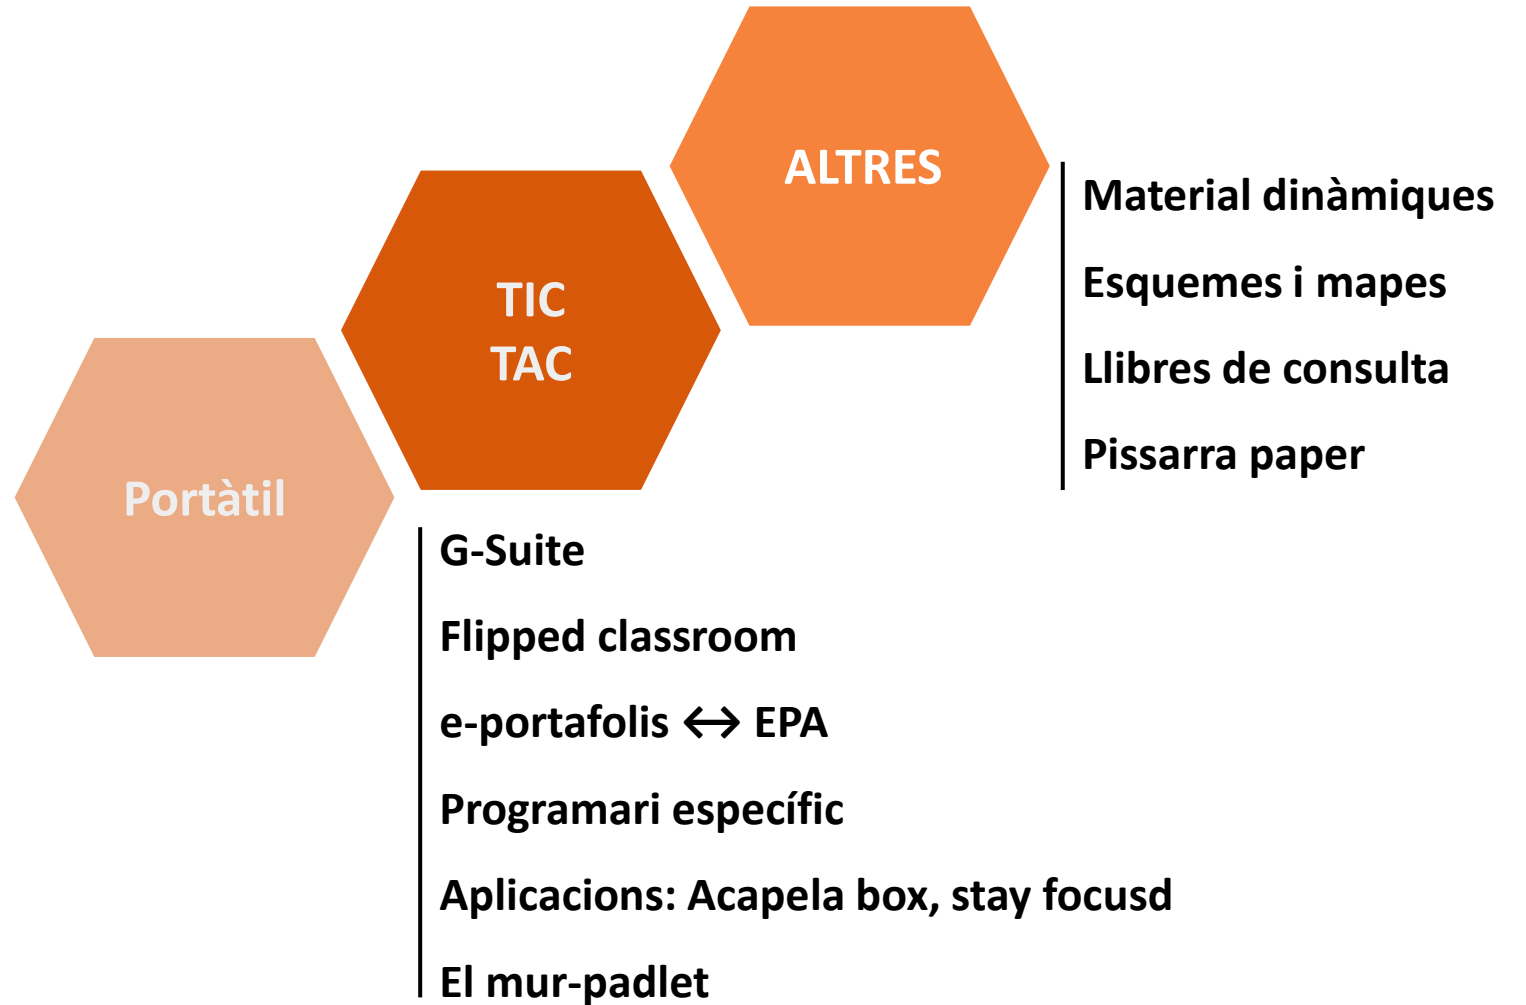 ALTRES
Material dinàmiques
Esquemes i mapes
Llibres de consulta
Pissarra paper
TIC
TAC
Portàtil
G-Suite
Flipped classroom
e-portafolis ↔ EPA
Programari específic
Aplicacions: Acapela box, stay focusd
El mur-padlet